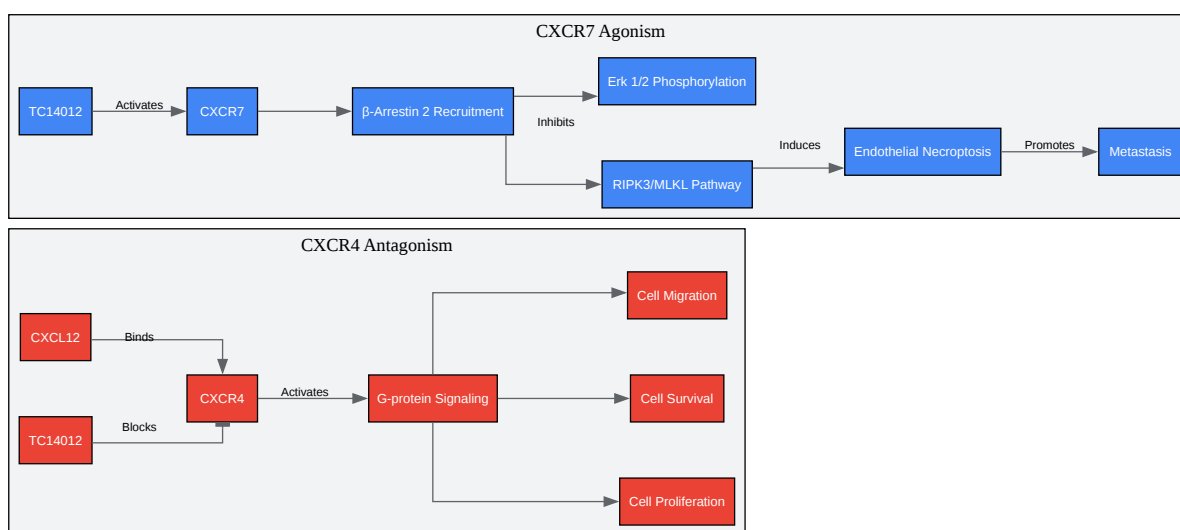 CXCR7 Agonism
TC14012
Activates
CXCR7
β-Arrestin 2 Recruitment
Erk 1/2 Phosphorylation
Inhibits
RIPK3/MLKL Pathway
Induces
Endothelial Necroptosis
Promotes
Metastasis
CXCR4 Antagonism
CXCL12
Binds
TC14012
Blocks
CXCR4
Activates
G-protein Signaling
Cell Migration
Cell Survival
Cell Proliferation